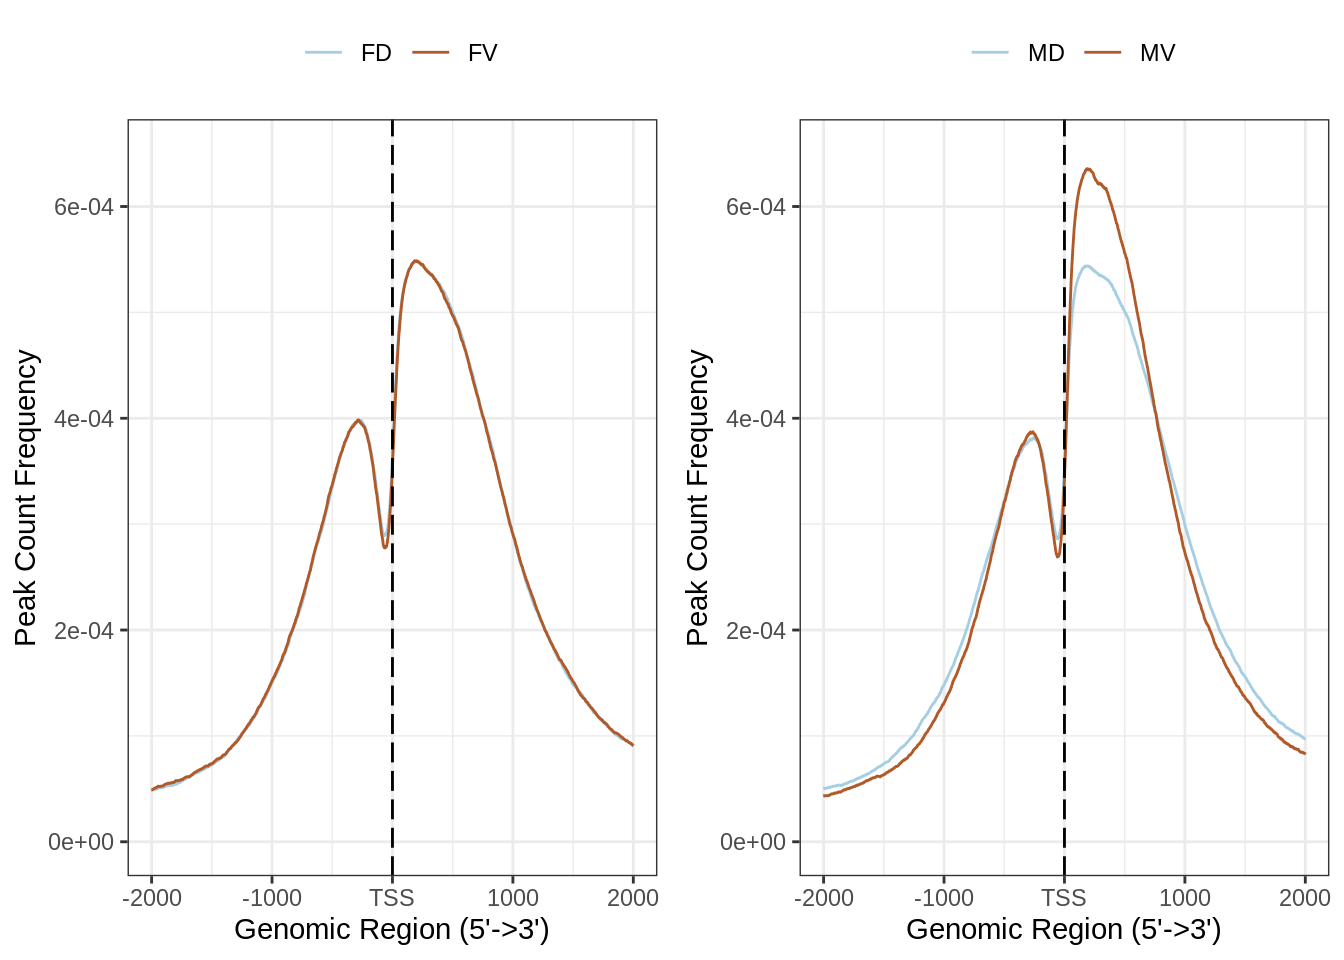 FD FV
MD MV
Peak Count Frequency
6e-04
4e-04
2e-04
0e+00
-2000 -1000 TSS 1000 2000
Genomic Region (5'->3')
Peak Count Frequency
6e-04
4e-04
2e-04
0e+00
-2000 -1000 TSS 1000 2000
Genomic Region (5'->3')